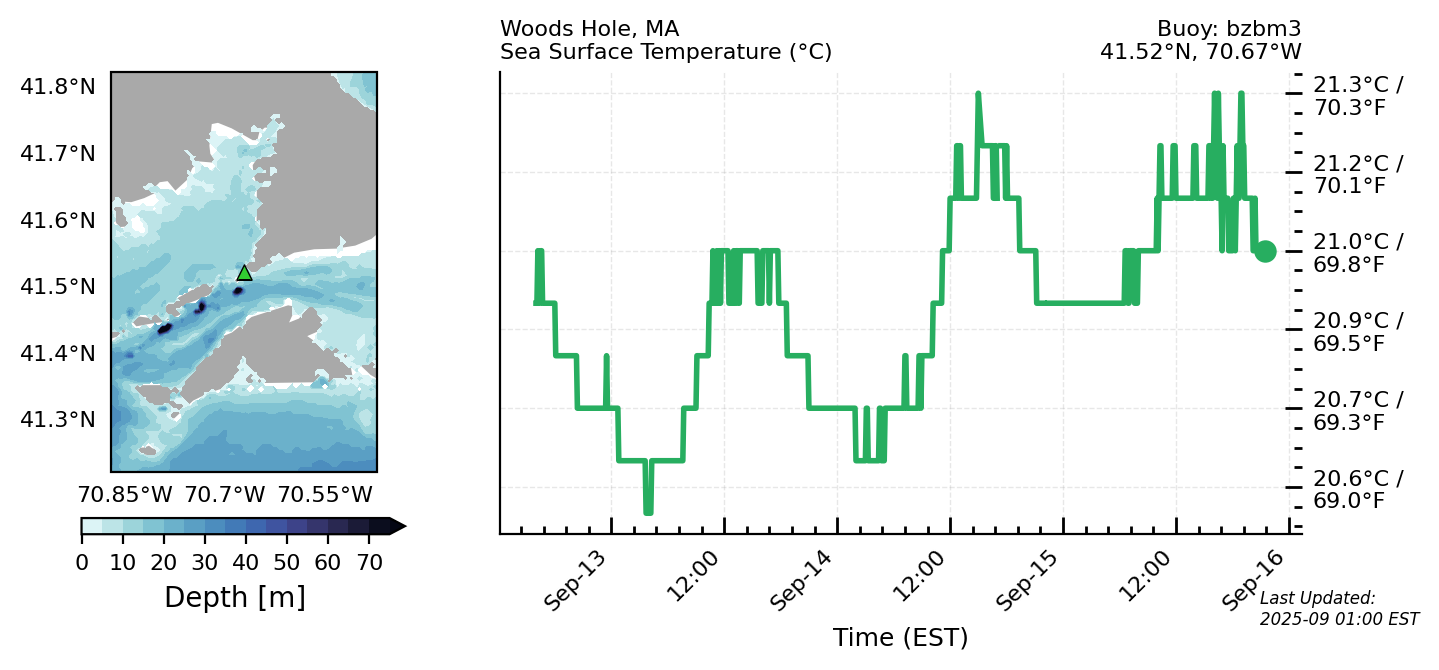 Woods Hole, MA
Sea Surface Temperature (°C)
Buoy: bzbm3
41.52°N, 70.67°W
41.8°N
41.7°N
41.6°N
41.5°N
41.4°N
41.3°N
70.85°W 70.7°W 70.55°W
0 10 20 30 40 50 60 70
Depth [m]
21.3°C /
70.3°F
21.2°C /
70.1°F
21.0°C /
69.8°F
20.9°C /
69.5°F
20.7°C /
69.3°F
20.6°C /
69.0°F
Sep-13 12:00 Sep-14 12:00 Sep-15 12:00 Sep-16
Time (EST)
Last Updated:
2025-09 01:00 EST